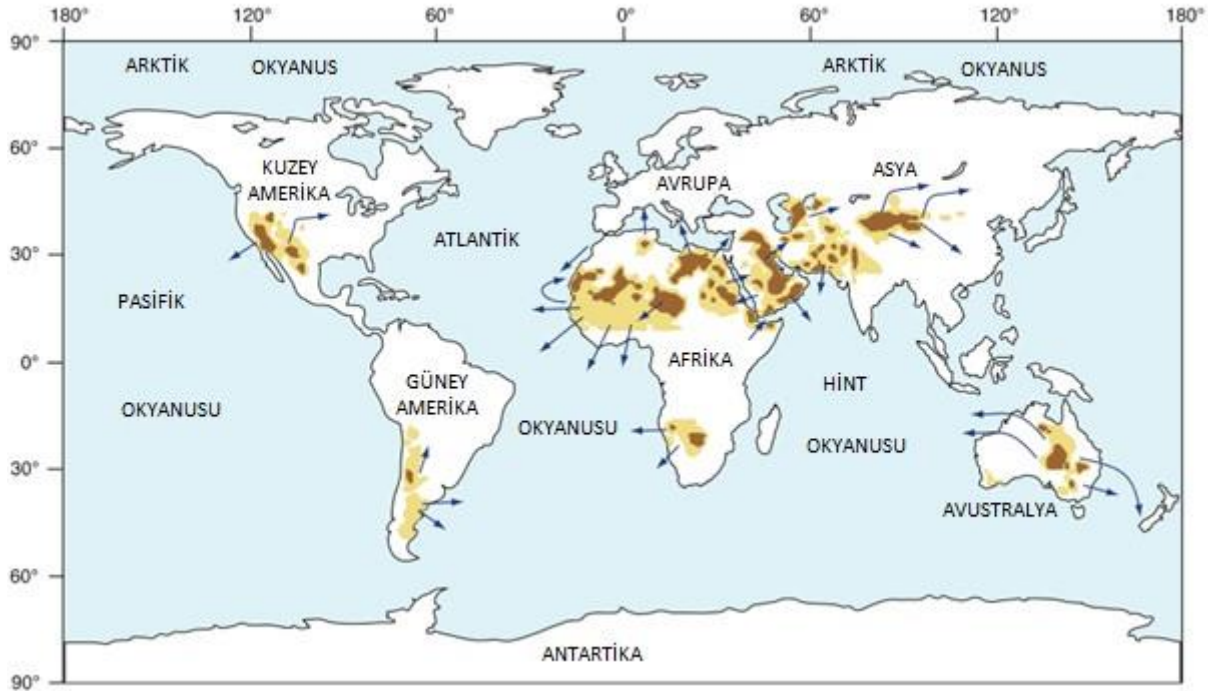 180° 120° 60° 0° 60° 120° 180°
90°
ARKTİK OKYANUS ARKTİK OKYANUS
60°
KUZEY
AMERİKA
AVRUPA
ASYA
ATLANTİK
30°
PASİFİK
0°
AFRİKA
GÜNEY
AMERİKA
HİNT
OKYANUSU
OKYANUSU
OKYANUSU
30°
AVUSTRALYA
60°
ANTARTİKA
90°